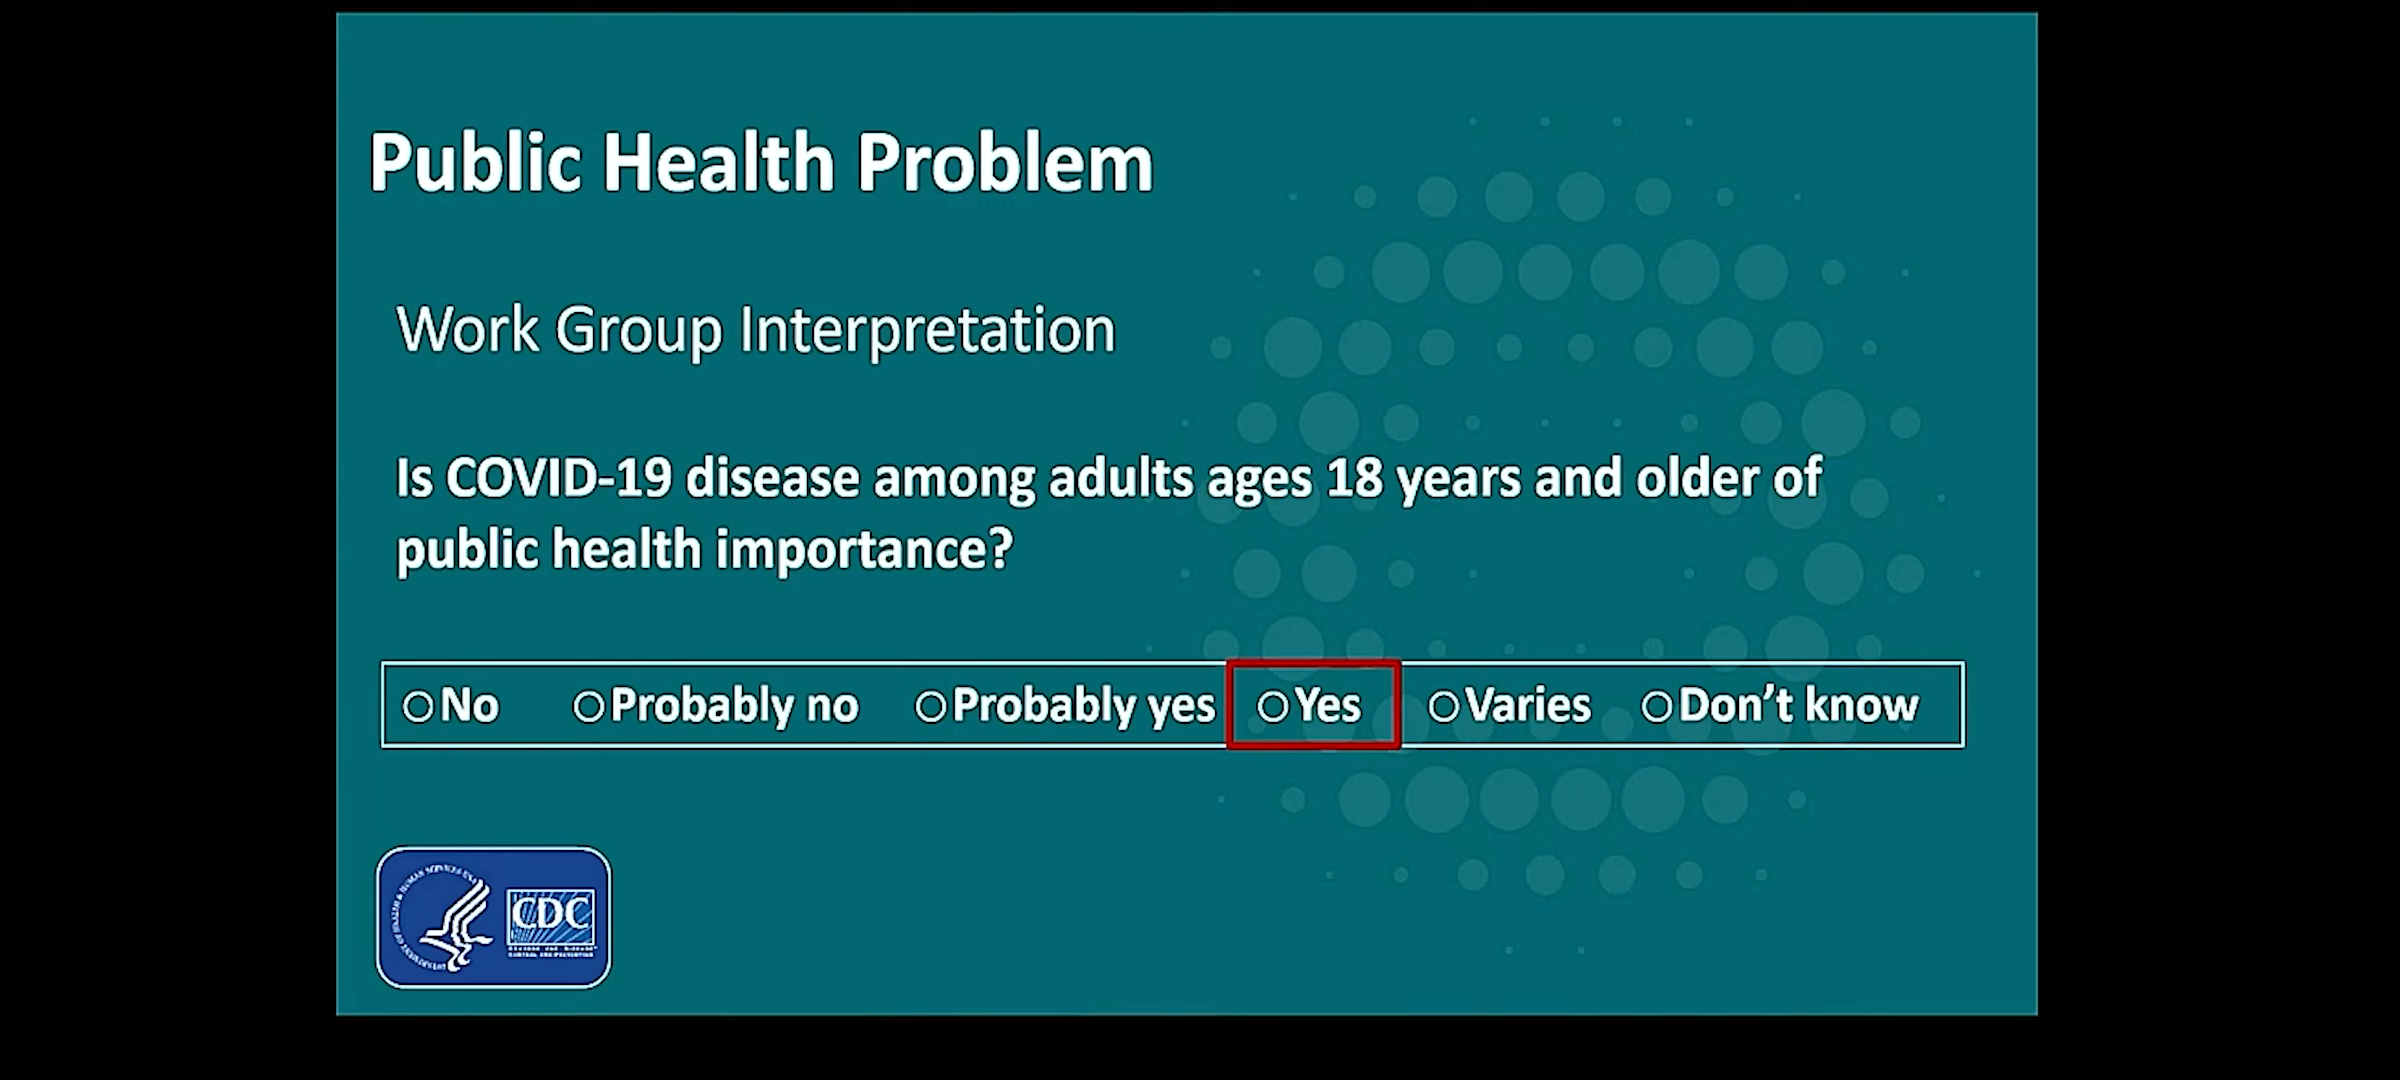 Public Health Problem
Work Group Interpretation
Is COVID-19 disease among adults ages 18 years and older of
public health importance?
No Probably no Probably yes Yes Varies Don't know
CDC